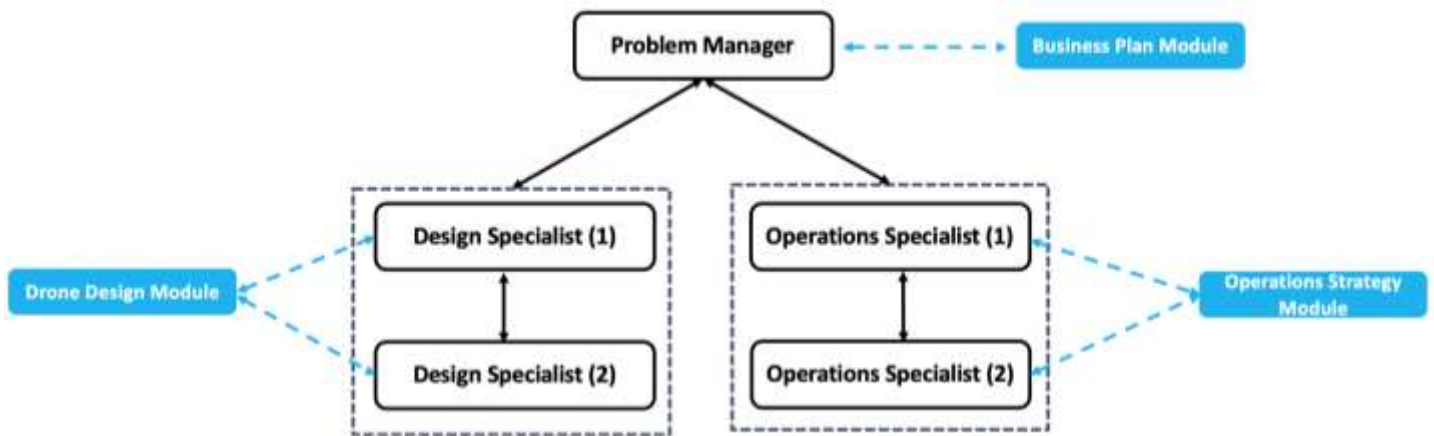 Problem Manager
Business Plan Module
Design Specialist (1)
Operations Specialist (1)
Drone Design Module
Operations Strategy
Module
Design Specialist (2)
Operations Specialist (2)